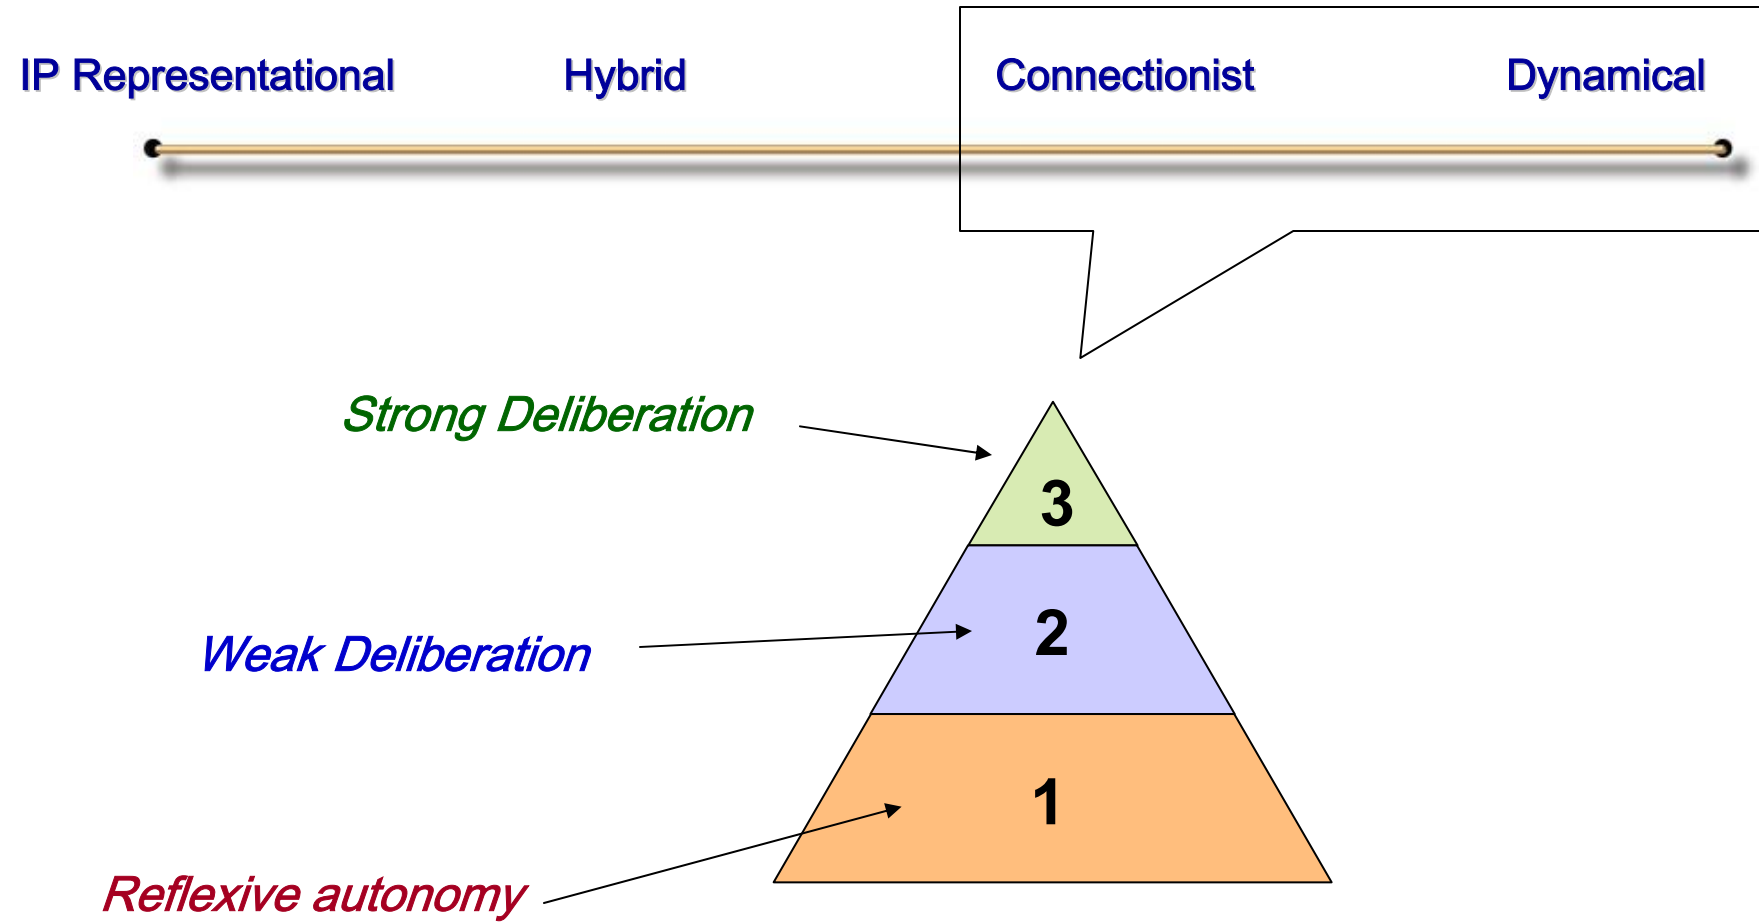 IP Representational
Hybrid
Connectionist
Dynamical
Strong Deliberation
3
Weak Deliberation
2
1
Reflexive autonomy